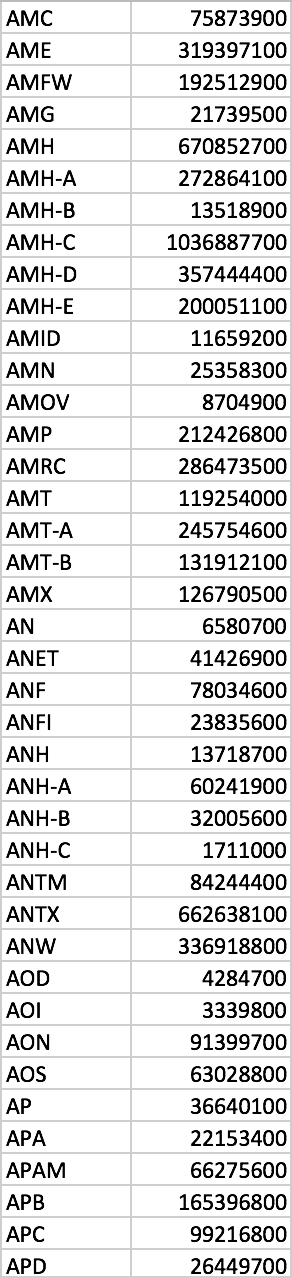 AMC 75873900
AME 319397100
AMFW 192512900
AMG 21739500
AMH 670852700
AMH-A 272864100
AMH-B 13518900
AMH-C 1036887700
AMH-D 357444400
AMH-E 200051100
AMID 11659200
AMN 25358300
AMOV 8704900
AMP 212426800
AMRC 286473500
AMT 119254000
AMT-A 245754600
AMT-B 131912100
AMX 126790500
AN 6580700
ANET 41426900
ANF 78034600
ANFI 23835600
ANH 13718700
ANH-A 60241900
ANH-B 32005600
ANH-C 1711000
ANTM 84244400
ANTX 662638100
ANW 336918800
AOD 4284700
AOI 3339800
AON 91399700
AOS 63028800
AP 36640100
APA 22153400
APAM 66275600
APB 165396800
APC 99216800
APD 26449700